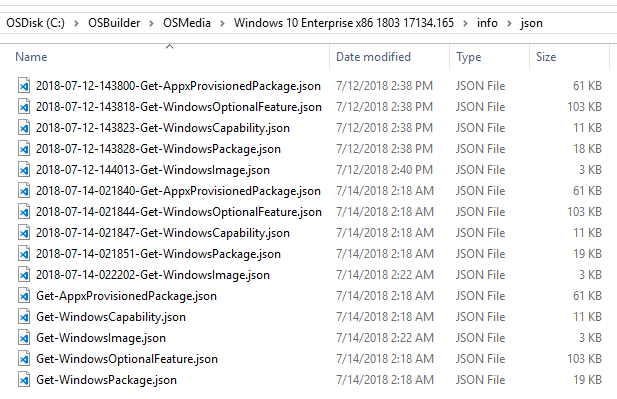 OSDisk (C:) > OSBuilder > OSMedia > Windows 10 Enterprise x86 1803 17134.165 > info > json
Name Date modified Type Size
2018-07-12-143800-Get-AppxProvisionedPackage.json 7/12/2018 2:38 PM JSON File 61 KB
2018-07-12-143818-Get-WindowsOptionalFeature.json 7/12/2018 2:38 PM JSON File 103 KB
2018-07-12-143823-Get-WindowsCapability.json 7/12/2018 2:38 PM JSON File 11 KB
2018-07-12-143828-Get-WindowsPackage.json 7/12/2018 2:38 PM JSON File 18 KB
2018-07-12-144013-Get-WindowsImage.json 7/12/2018 2:40 PM JSON File 3 KB
2018-07-14-021840-Get-AppxProvisionedPackage.json 7/14/2018 2:18 AM JSON File 61 KB
2018-07-14-021844-Get-WindowsOptionalFeature.json 7/14/2018 2:18 AM JSON File 103 KB
2018-07-14-021847-Get-WindowsCapability.json 7/14/2018 2:18 AM JSON File 11 KB
2018-07-14-021851-Get-WindowsPackage.json 7/14/2018 2:18 AM JSON File 19 KB
2018-07-14-022202-Get-WindowsImage.json 7/14/2018 2:22 AM JSON File 3 KB
Get-AppxProvisionedPackage.json 7/14/2018 2:18 AM JSON File 61 KB
Get-WindowsCapability.json 7/14/2018 2:18 AM JSON File 11 KB
Get-WindowsImage.json 7/14/2018 2:22 AM JSON File 3 KB
Get-WindowsOptionalFeature.json 7/14/2018 2:18 AM JSON File 103 KB
Get-WindowsPackage.json 7/14/2018 2:18 AM JSON File 19 KB